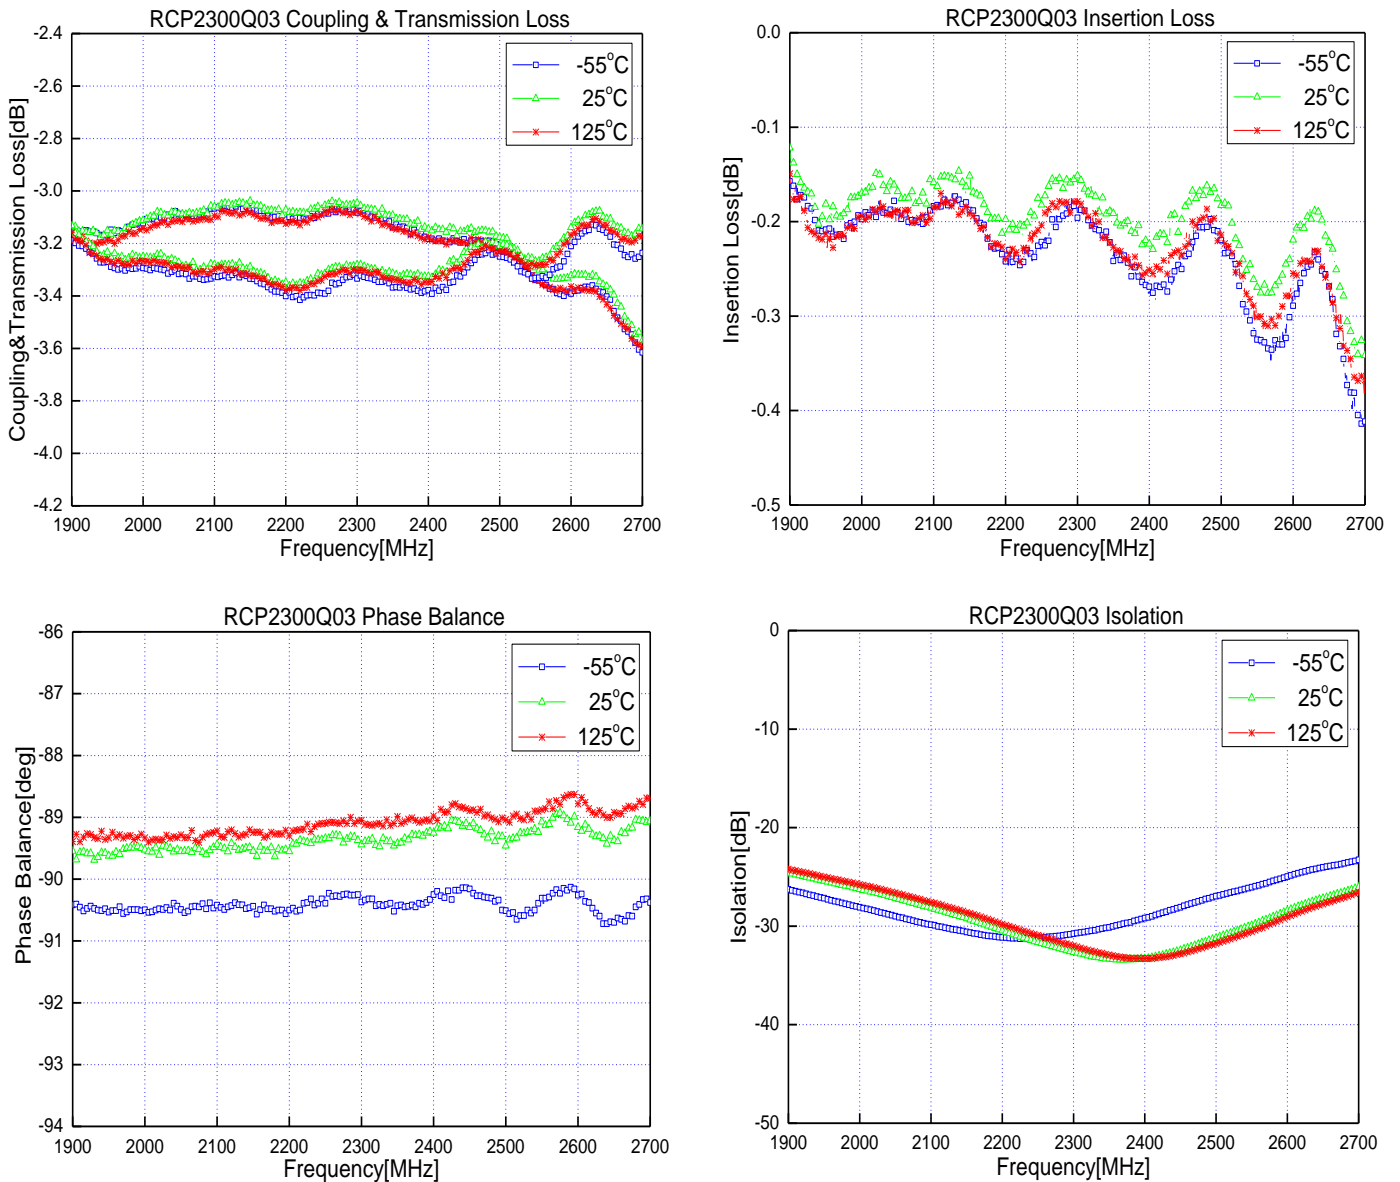 RCP2300Q03 Coupling & Transmission Loss
-2.4
-2.6
-2.8
-3.0
-3.2
-3.4
-3.6
-3.8
-4.0
-4.2
Coupling&Transmission Loss[dB]
-55°C
25°C
125°C
1900 2000 2100 2200 2300 2400 2500 2600 2700
Frequency[MHz]
RCP2300Q03 Insertion Loss
0.0
-0.1
-0.2
-0.3
-0.4
-0.5
Insertion Loss[dB]
-55°C
25°C
125°C
1900 2000 2100 2200 2300 2400 2500 2600 2700
Frequency[MHz]
RCP2300Q03 Phase Balance
-86
-87
-88
-89
-90
-91
-92
-93
-94
Phase Balance[deg]
-55°C
25°C
125°C
1900 2000 2100 2200 2300 2400 2500 2600 2700
Frequency[MHz]
RCP2300Q03 Isolation
0
-10
-20
-30
-40
-50
Isolation[dB]
-55°C
25°C
125°C
1900 2000 2100 2200 2300 2400 2500 2600 2700
Frequency[MHz]